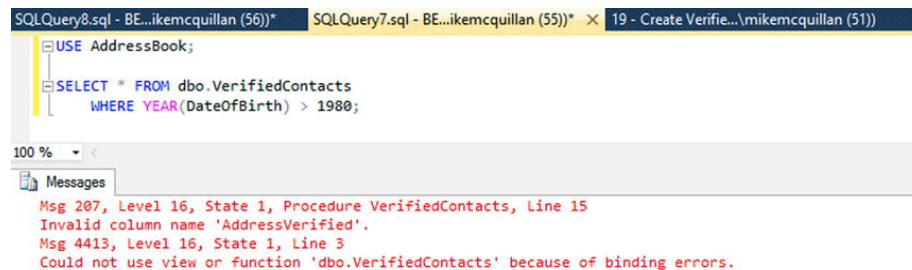 SQLQuery8.sql - BE...ikemcquillan (56))* SQLQuery7.sql - BE...ikemcquillan (55))* × 19 - Create Verifie...\mikemcquillan (51))
USE AddressBook;
SELECT * FROM dbo.VerifiedContacts
WHERE YEAR(DateOfBirth) > 1980;
100 %
Messages
Msg 207, Level 16, State 1, Procedure VerifiedContacts, Line 15
Invalid column name 'AddressVerified'.
Msg 4413, Level 16, State 1, Line 3
Could not use view or function 'dbo.VerifiedContacts' because of binding errors.